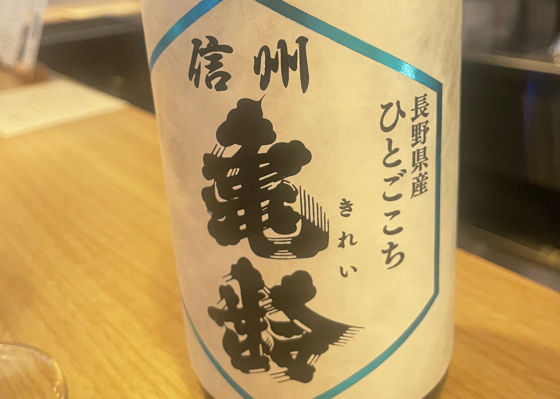 信州
亀齢
きれい
長野県産
ひとごこち